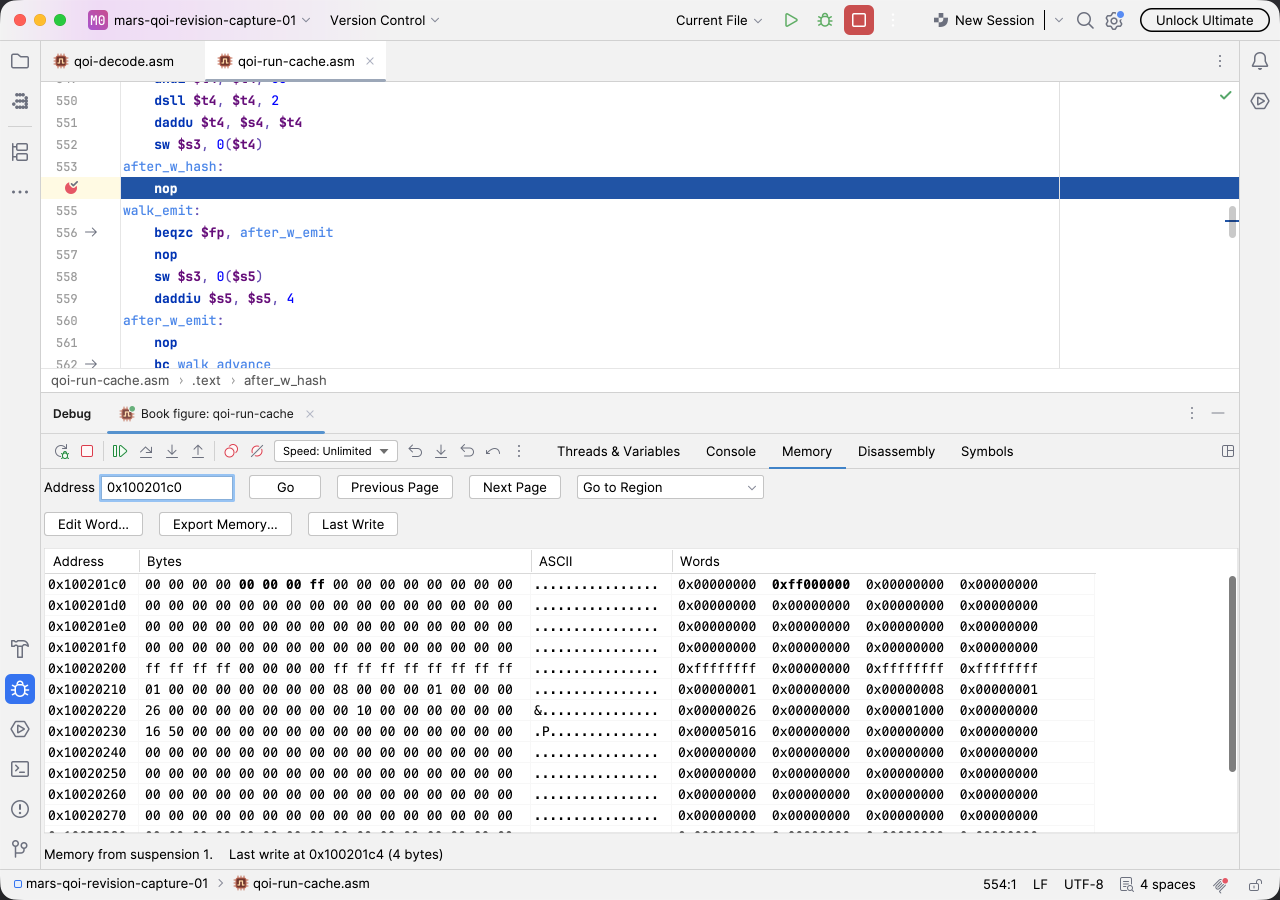 M0 mars-qoi-revision-capture-01 Version Control Current File New Session Unlock Ultimate
qoi-decode.asm qoi-run-cache.asm
550 dsll $t4, $t4, 2
551 daddu $t4, $s4, $t4
552 sw $s3, 0($t4)
553 after_w_hash:
nop
555 walk_emit:
556 beqzc $fp, after_w_emit
557 nop
558 sw $s3, 0($s5)
559 daddiu $s5, $s5, 4
560 after_w_emit:
561 nop
562 bc walk_advance
qoi-run-cache.asm › .text › after_w_hash
Debug Book figure: qoi-run-cache
Speed: Unlimited Threads & Variables Console Memory Disassembly Symbols
Address 0x100201c0 Go Previous Page Next Page Go to Region
Edit Word... Export Memory... Last Write
Address Bytes ASCII Words
0x100201c0 00 00 00 00 00 00 00 ff 00 00 00 00 00 00 00 00 ................ 0x00000000 0xff000000 0x00000000 0x00000000
0x100201d0 00 00 00 00 00 00 00 00 00 00 00 00 00 00 00 00 ................ 0x00000000 0x00000000 0x00000000 0x00000000
0x100201e0 00 00 00 00 00 00 00 00 00 00 00 00 00 00 00 00 ................ 0x00000000 0x00000000 0x00000000 0x00000000
0x100201f0 00 00 00 00 00 00 00 00 00 00 00 00 00 00 00 00 ................ 0x00000000 0x00000000 0x00000000 0x00000000
0x10020200 ff ff ff ff 00 00 00 00 ff ff ff ff ff ff ff ff ................ 0xffffffff 0x00000000 0xffffffff 0xffffffff
0x10020210 01 00 00 00 00 00 00 00 08 00 00 00 01 00 00 00 ................ 0x00000001 0x00000000 0x00000008 0x00000001
0x10020220 26 00 00 00 00 00 00 00 00 10 00 00 00 00 00 00 &............... 0x00000026 0x00000000 0x00001000 0x00000000
0x10020230 16 50 00 00 00 00 00 00 00 00 00 00 00 00 00 00 .P.............. 0x00005016 0x00000000 0x00000000 0x00000000
0x10020240 00 00 00 00 00 00 00 00 00 00 00 00 00 00 00 00 ................ 0x00000000 0x00000000 0x00000000 0x00000000
0x10020250 00 00 00 00 00 00 00 00 00 00 00 00 00 00 00 00 ................ 0x00000000 0x00000000 0x00000000 0x00000000
0x10020260 00 00 00 00 00 00 00 00 00 00 00 00 00 00 00 00 ................ 0x00000000 0x00000000 0x00000000 0x00000000
0x10020270 00 00 00 00 00 00 00 00 00 00 00 00 00 00 00 00 ................ 0x00000000 0x00000000 0x00000000 0x00000000
Memory from suspension 1. Last write at 0x100201c4 (4 bytes)
mars-qoi-revision-capture-01 › qoi-run-cache.asm 554:1 LF UTF-8 4 spaces